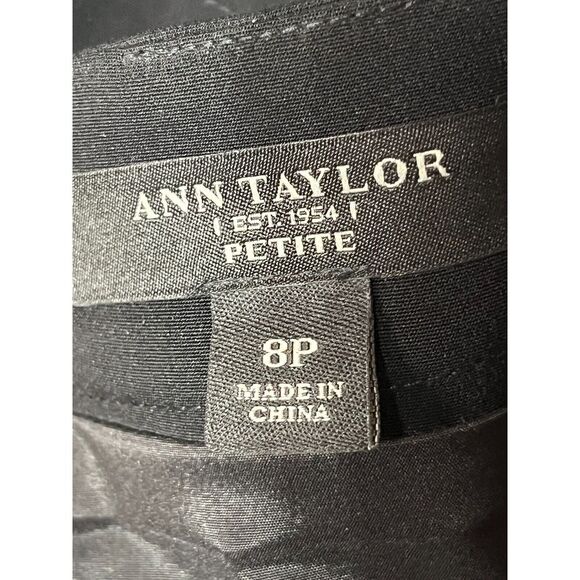 ANN TAYLOR
EST 1954
PETITE
8P
MADE IN
CHINA